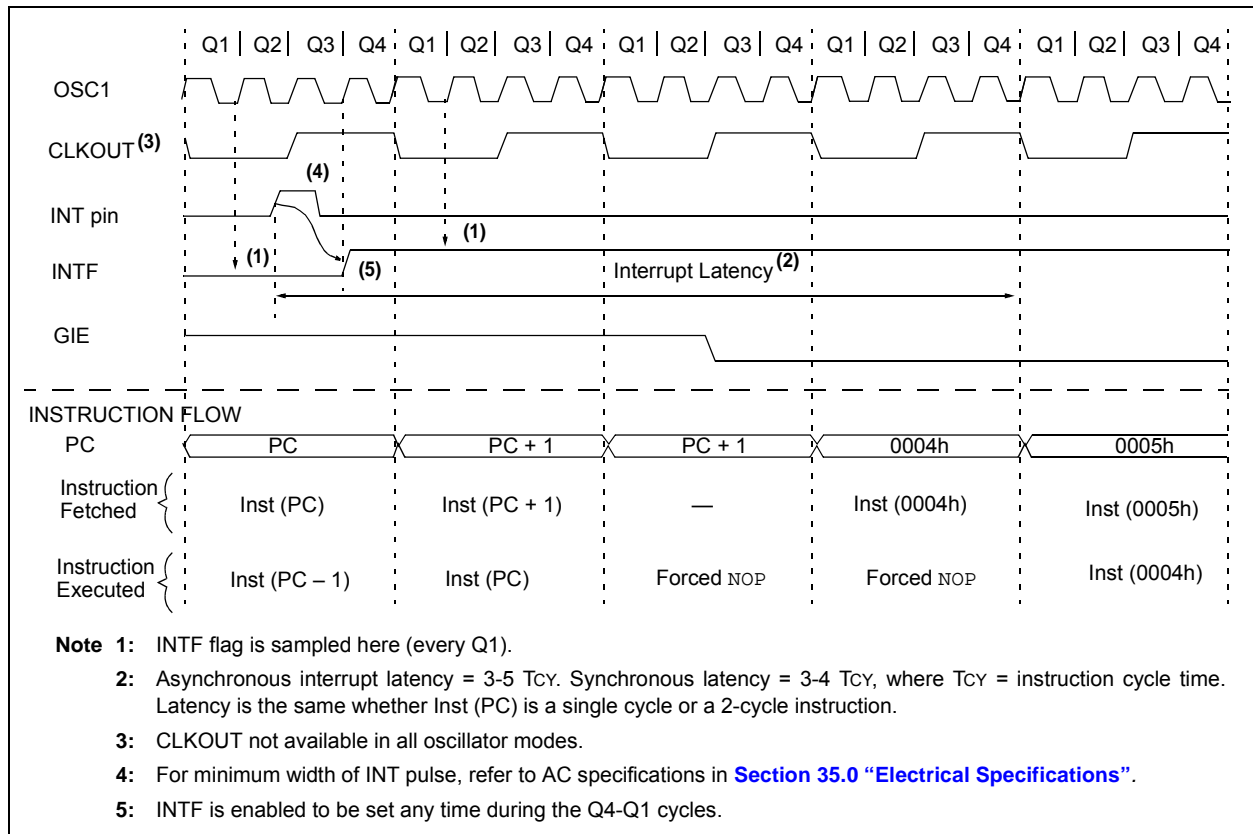 Q1 Q2 Q3 Q4 Q1 Q2 Q3 Q4 Q1 Q2 Q3 Q4 Q1 Q2 Q3 Q4 Q1 Q2 Q3 Q4
OSC1
CLKOUT (3)
(4)
INT pin
(1)
(1)
INTF
(5)
Interrupt Latency (2)
GIE
INSTRUCTION FLOW
PC PC PC + 1 PC + 1 0004h 0005h
Instruction
Fetched
Inst (PC) Inst (PC + 1) — Inst (0004h) Inst (0005h)
Instruction
Executed
Inst (PC – 1) Inst (PC) Forced NOP Forced NOP Inst (0004h)
Note 1: INTF flag is sampled here (every Q1).
2: Asynchronous interrupt latency = 3-5 TCY. Synchronous latency = 3-4 TCY, where TCY = instruction cycle time.
Latency is the same whether Inst (PC) is a single cycle or a 2-cycle instruction.
3: CLKOUT not available in all oscillator modes.
4: For minimum width of INT pulse, refer to AC specifications in Section 35.0 “Electrical Specifications”.
5: INTF is enabled to be set any time during the Q4-Q1 cycles.